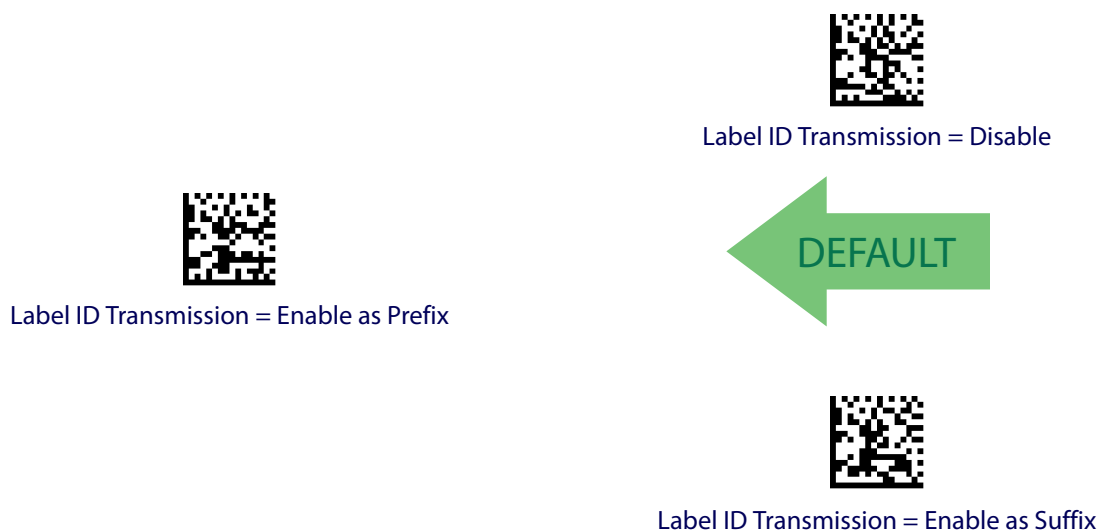 Label ID Transmission = Disable
DEFAULT
Label ID Transmission = Enable as Prefix
Label ID Transmission = Enable as Suffix